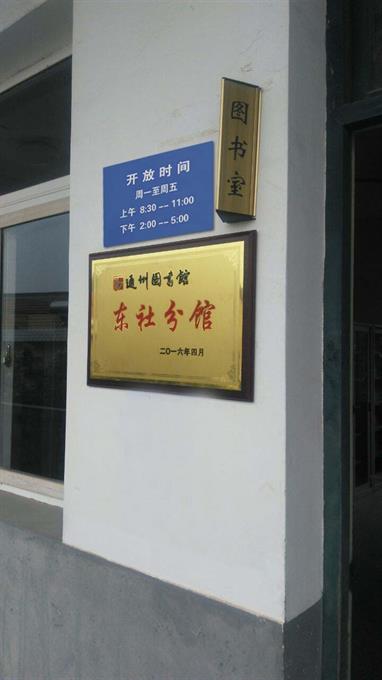 图书室
开放时间
周一至周五
上午 8:30--11:00
下午 2:00--5:00
通州图书館
东社分馆
二〇一六年四月